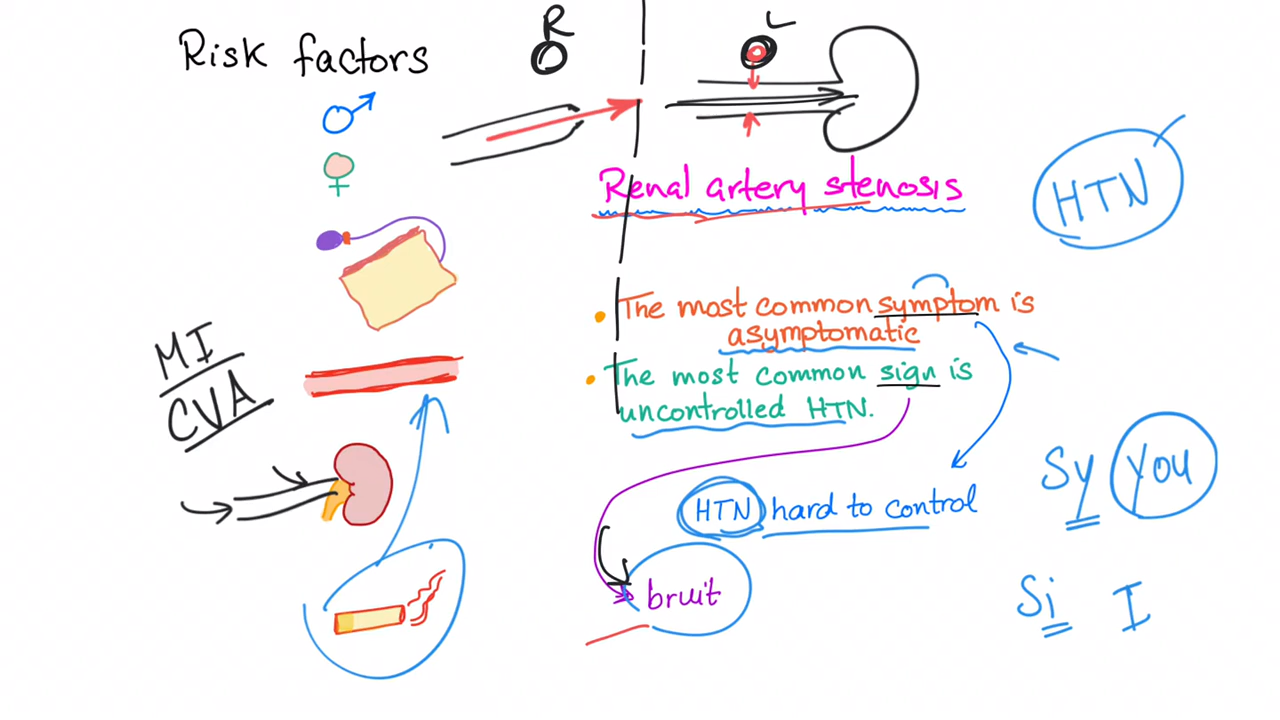 Risk factors
R
L
Renal artery stenosis
HTN
• The most common symptom is
asymptomatic
• The most common sign is
uncontrolled HTN.
MI
CVA
HTN hard to control
bruit
Sy you
Si I